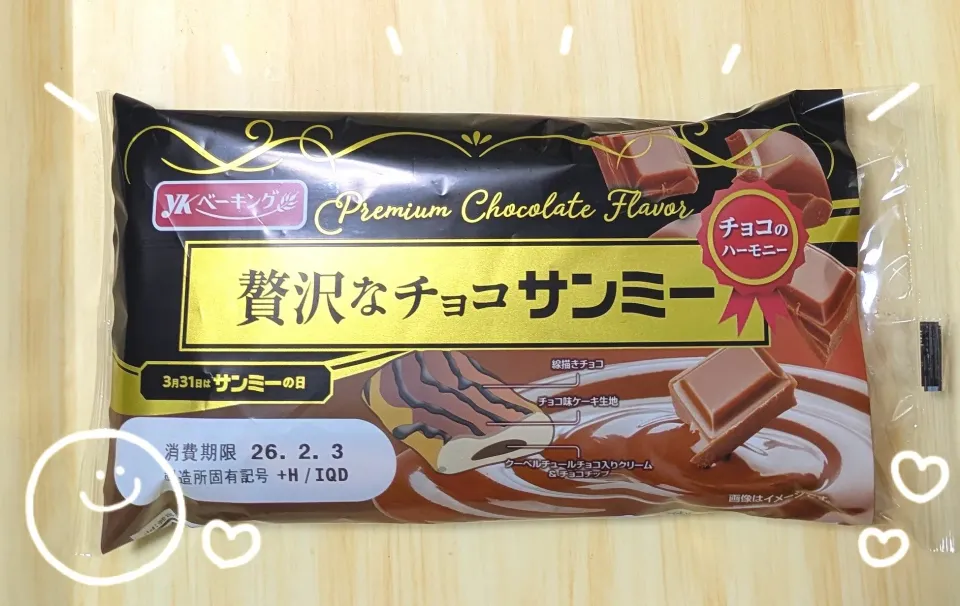 YKベーキング
Premium Chocolate Flavor
チョコの
ハーモニー
贅沢なチョコサンミー
3月31日はサンミーの日
線描きチョコ
チョコ味ケーキ生地
クーベルチュールチョコ入りクリーム
&チョコチップ
消費期限 26.2.3
造所固有記号 +H/IQD
画像はイメージ